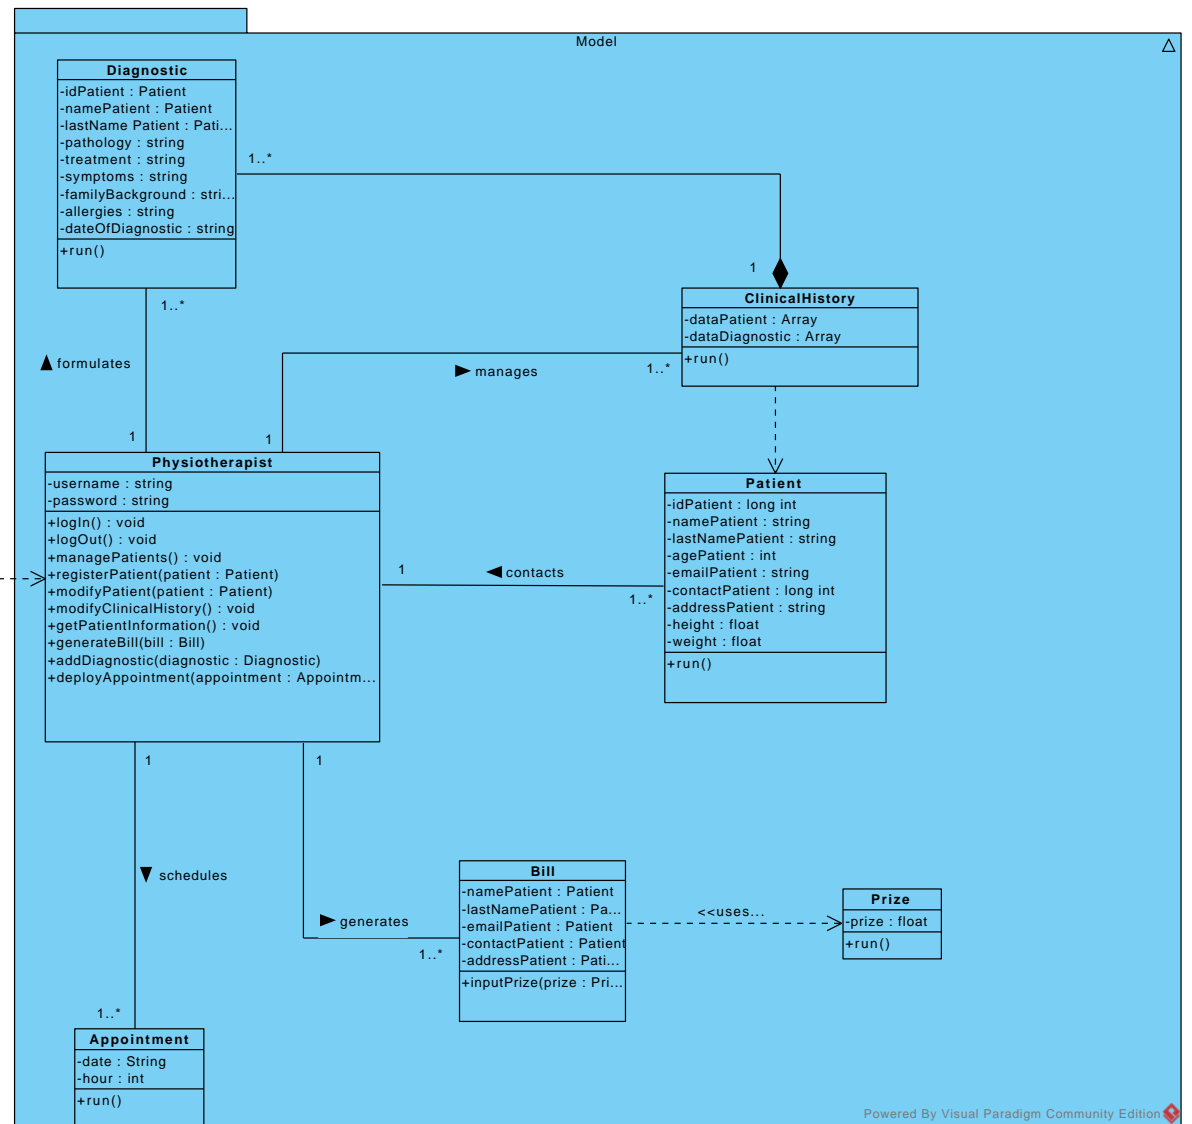 Model
Diagnostic
-idPatient : Patient
-namePatient : Patient
-lastName Patient : Pati...
-pathology : string
-treatment : string
-symptoms : string
-familyBackground : stri...
-allergies : string
-dateOfDiagnostic : string
+run()
1..*
1
ClinicalHistory
-dataPatient : Array
-dataDiagnostic : Array
+run()
1..*
formulates
manages
1..*
1
1
Physiotherapist
-username : string
-password : string
+logIn() : void
+logOut() : void
+managePatients() : void
+registerPatient(patient : Patient)
+modifyPatient(patient : Patient)
+modifyClinicalHistory() : void
+getPatientInformation() : void
+generateBill(bill : Bill)
+addDiagnostic(diagnostic : Diagnostic)
+deployAppointment(appointment : Appointm...
1
contacts
1..*
Patient
-idPatient : long int
-namePatient : string
-lastNamePatient : string
-agePatient : int
-emailPatient : string
-contactPatient : long int
-addressPatient : string
-height : float
-weight : float
+run()
1
1
schedules
generates
1..*
Bill
-namePatient : Patient
-lastNamePatient : Pa...
-emailPatient : Patient
-contactPatient : Patient
-addressPatient : Pati...
+inputPrize(prize : Pri...
<<uses...
Prize
-prize : float
+run()
1..*
Appointment
-date : String
-hour : int
+run()
Powered By Visual Paradigm Community Edition